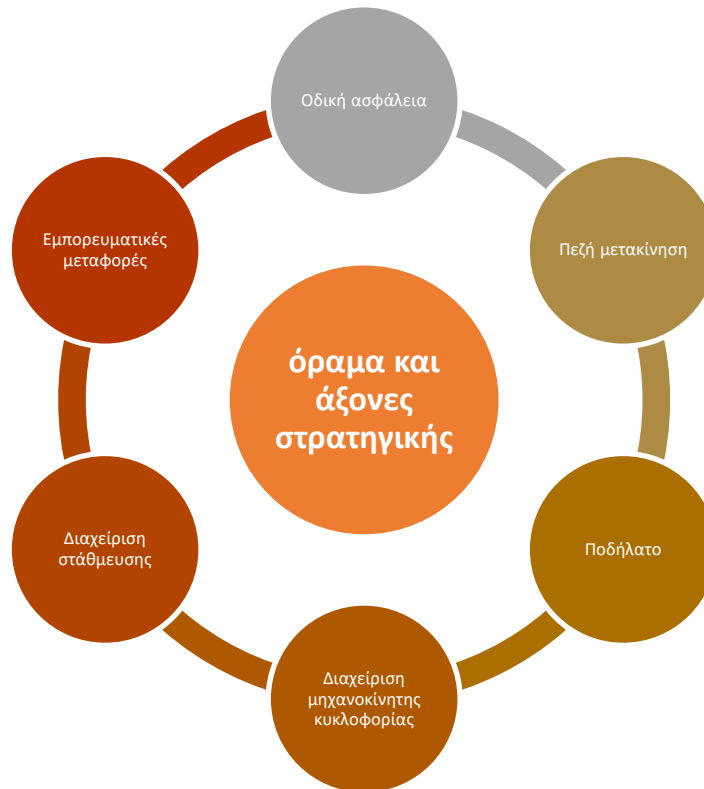 Οδική ασφάλεια
Πεζή μετακίνηση
Ποδήλατο
Διαχείριση
μηχανοκίνητης
κυκλοφορίας
Διαχείριση
στάθμευσης
Εμπορευματικές
μεταφορές
όραμα και
άξονες
στρατηγικής